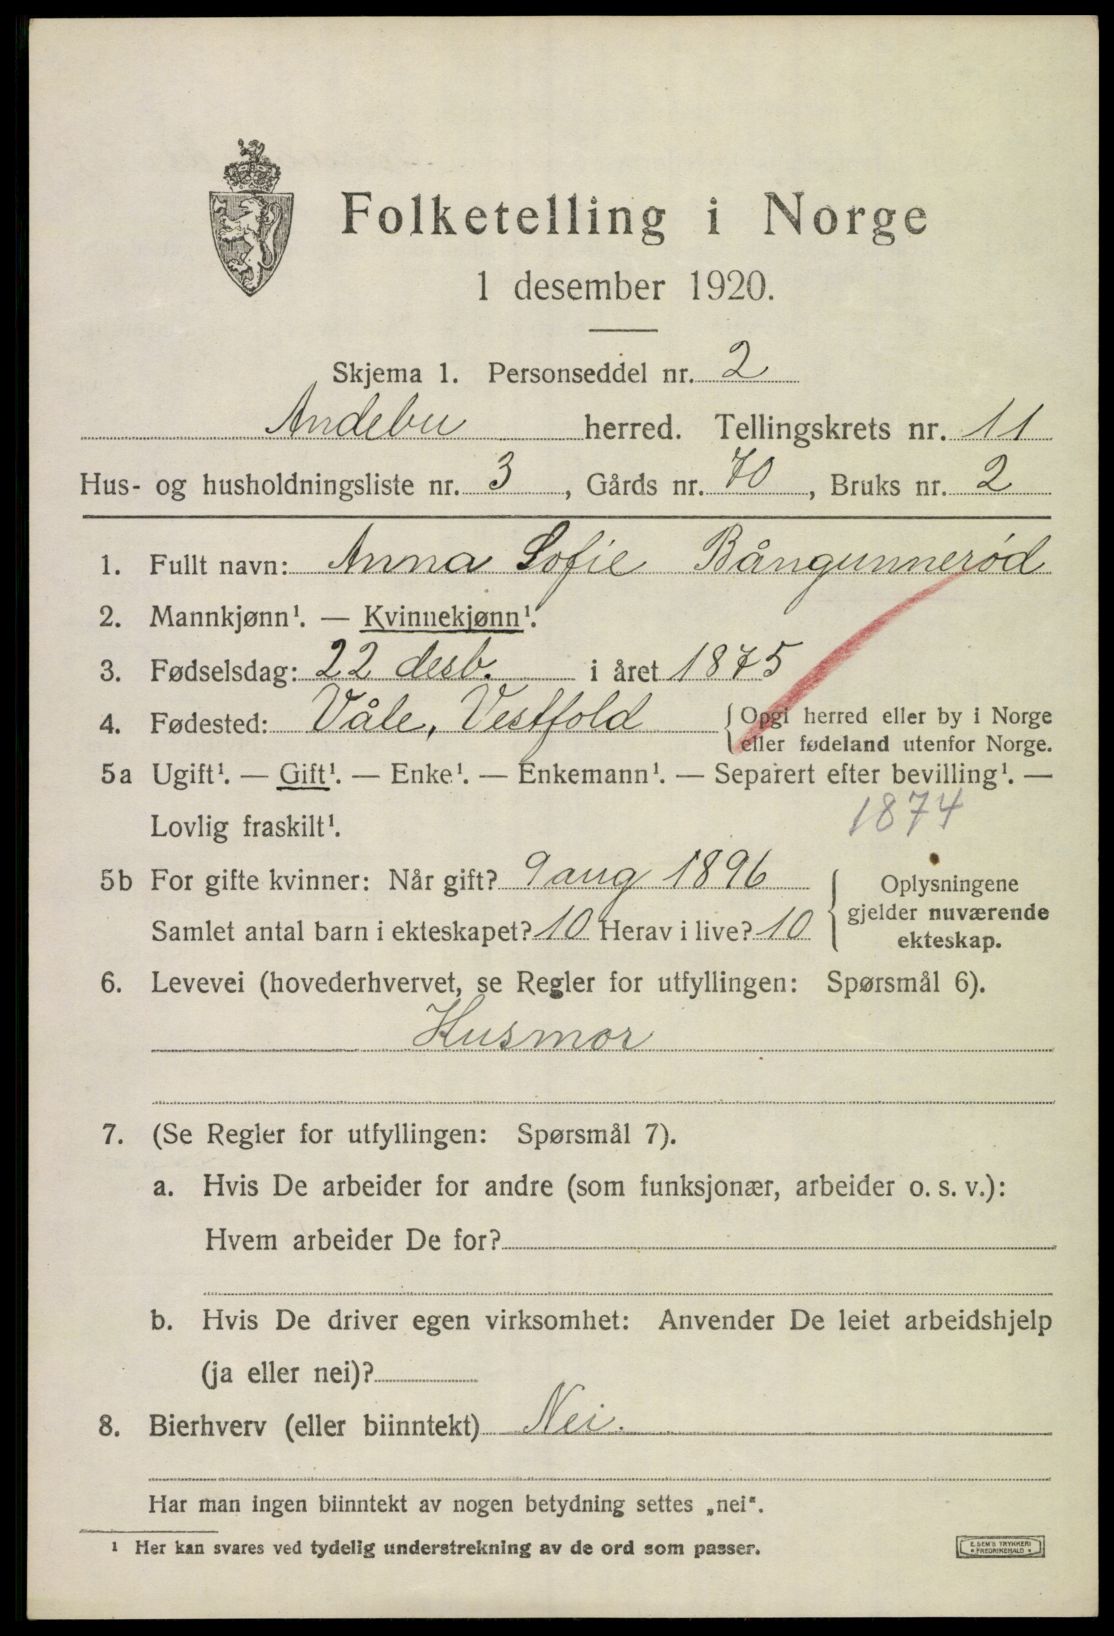 Folketelling i Norge
1 desember 1920.
Skjema 1. Personseddel nr. 2
Andebu herred. Tellingskrets nr. 11
Hus- og husholdningsliste nr. 3, Gårds nr. 70, Bruks nr. 2
1. Fullt navn: Anna Sofie Bångunnerød
2. Mannkjønn¹. — Kvinnekjønn¹.
3. Fødselsdag: 22 desb. i året 1875
4. Fødested: Våle, Vestfold {Opgi herred eller by i Norge
eller fødeland utenfor Norge.
5a Ugift¹. — Gift¹. — Enke¹. — Enkemann¹. — Separert efter bevilling¹. —
Lovlig fraskilt¹. 1874
5b For gifte kvinner: Når gift? 9 aug 1896 { Oplysningene
Samlet antal barn i ekteskapet? 10 Herav i live? 10 gjelder nuværende
ekteskap.
6. Levevei (hovederhvervet, se Regler for utfyllingen: Spørsmål 6).
Husmor
7. (Se Regler for utfyllingen: Spørsmål 7).
a. Hvis De arbeider for andre (som funksjonær, arbeider o. s. v.):
Hvem arbeider De for?
b. Hvis De driver egen virksomhet: Anvender De leiet arbeidshjelp
(ja eller nei)?
8. Bierhverv (eller biinntekt) Nei.
Har man ingen biinntekt av nogen betydning settes „nei“.
¹ Her kan svares ved tydelig understrekning av de ord som passer.
E. SEM'S TRYKKERI
FREDRIKSHALD